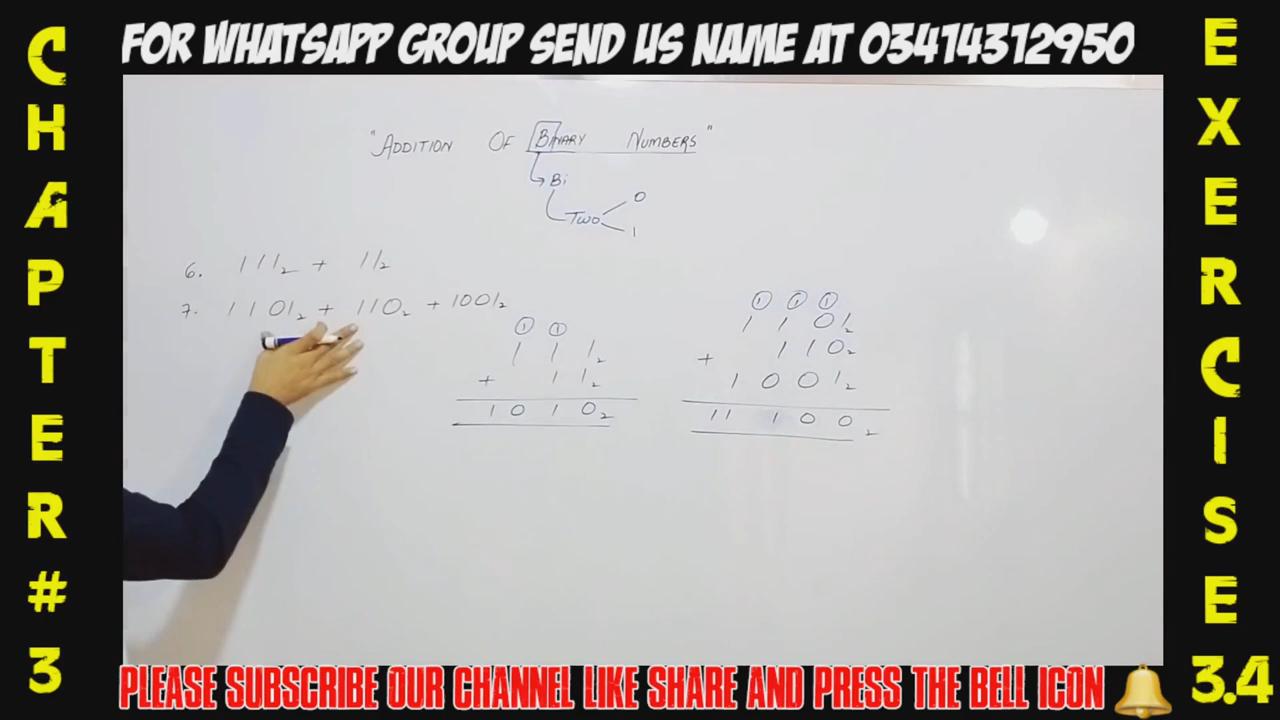 FOR WHATSAPP GROUP SEND US NAME AT 03414312950
CHAPTER # 3
"ADDITION OF BINARY NUMBERS"
Bi
TWO
0
1
6. 111₂ + 11₂
7. 1101₂ + 110₂ + 1001₂
1 1
1 1 1₂
+ 1 1₂
1 0 1 0₂
1 1 1
1 1 0 1₂
+ 1 1 0₂
1 0 0 1₂
1 1 1 0 0₂
EXERCISE 3.4
PLEASE SUBSCRIBE OUR CHANNEL LIKE SHARE AND PRESS THE BELL ICON